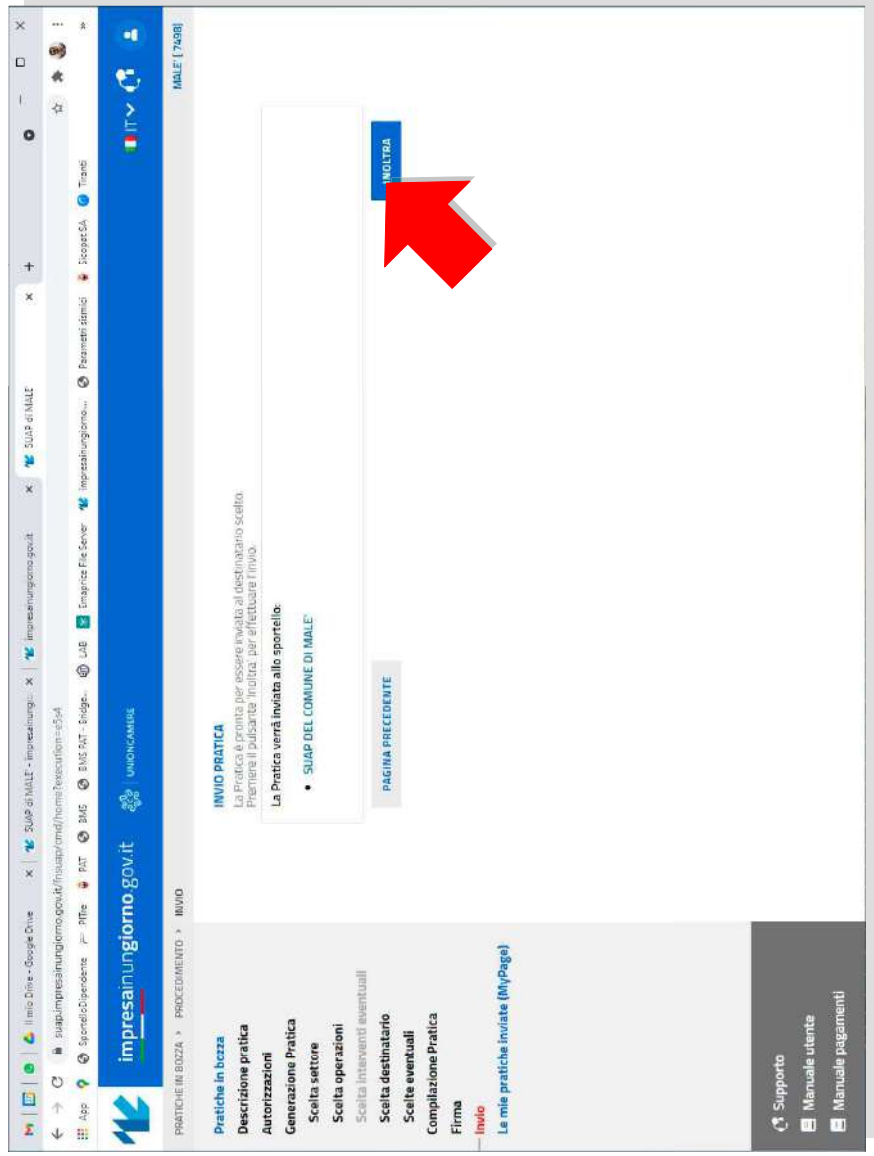 Il mio Drive - Google Drive
SUAP di MALE' - impresainungi
impresainungiorno.gov.it
SUAP di MALE'
suap.impresainungiorno.gov.it/fnsuap/cmd/home?execution=e5s4
App
SportelloDipendente
PITre
PAT
BMS
BMS PAT - Bridge...
LAB
Emaprice File Server
impresainungiorno...
Parametri sismici
SicopatSA
Tiranti
»
impresainungiorno.gov.it
UNIONCAMERE
IT
PRATICHE IN BOZZA > PROCEDIMENTO > INVIO
MALE' [ 7498]
Pratiche in bozza
Descrizione pratica
Autorizzazioni
Generazione Pratica
Scelta settore
Scelta operazioni
Scelta interventi eventuali
Scelta destinatario
Scelte eventuali
Compilazione Pratica
Firma
Invio
Le mie pratiche inviate (MyPage)
INVIO PRATICA
La Pratica è pronta per essere inviata al destinatario scelto.
Premere il pulsante 'Inoltra' per effettuare l'invio.
La Pratica verrà inviata allo sportello:
• SUAP DEL COMUNE DI MALE'
PAGINA PRECEDENTE
INOLTRA
Supporto
Manuale utente
Manuale pagamenti